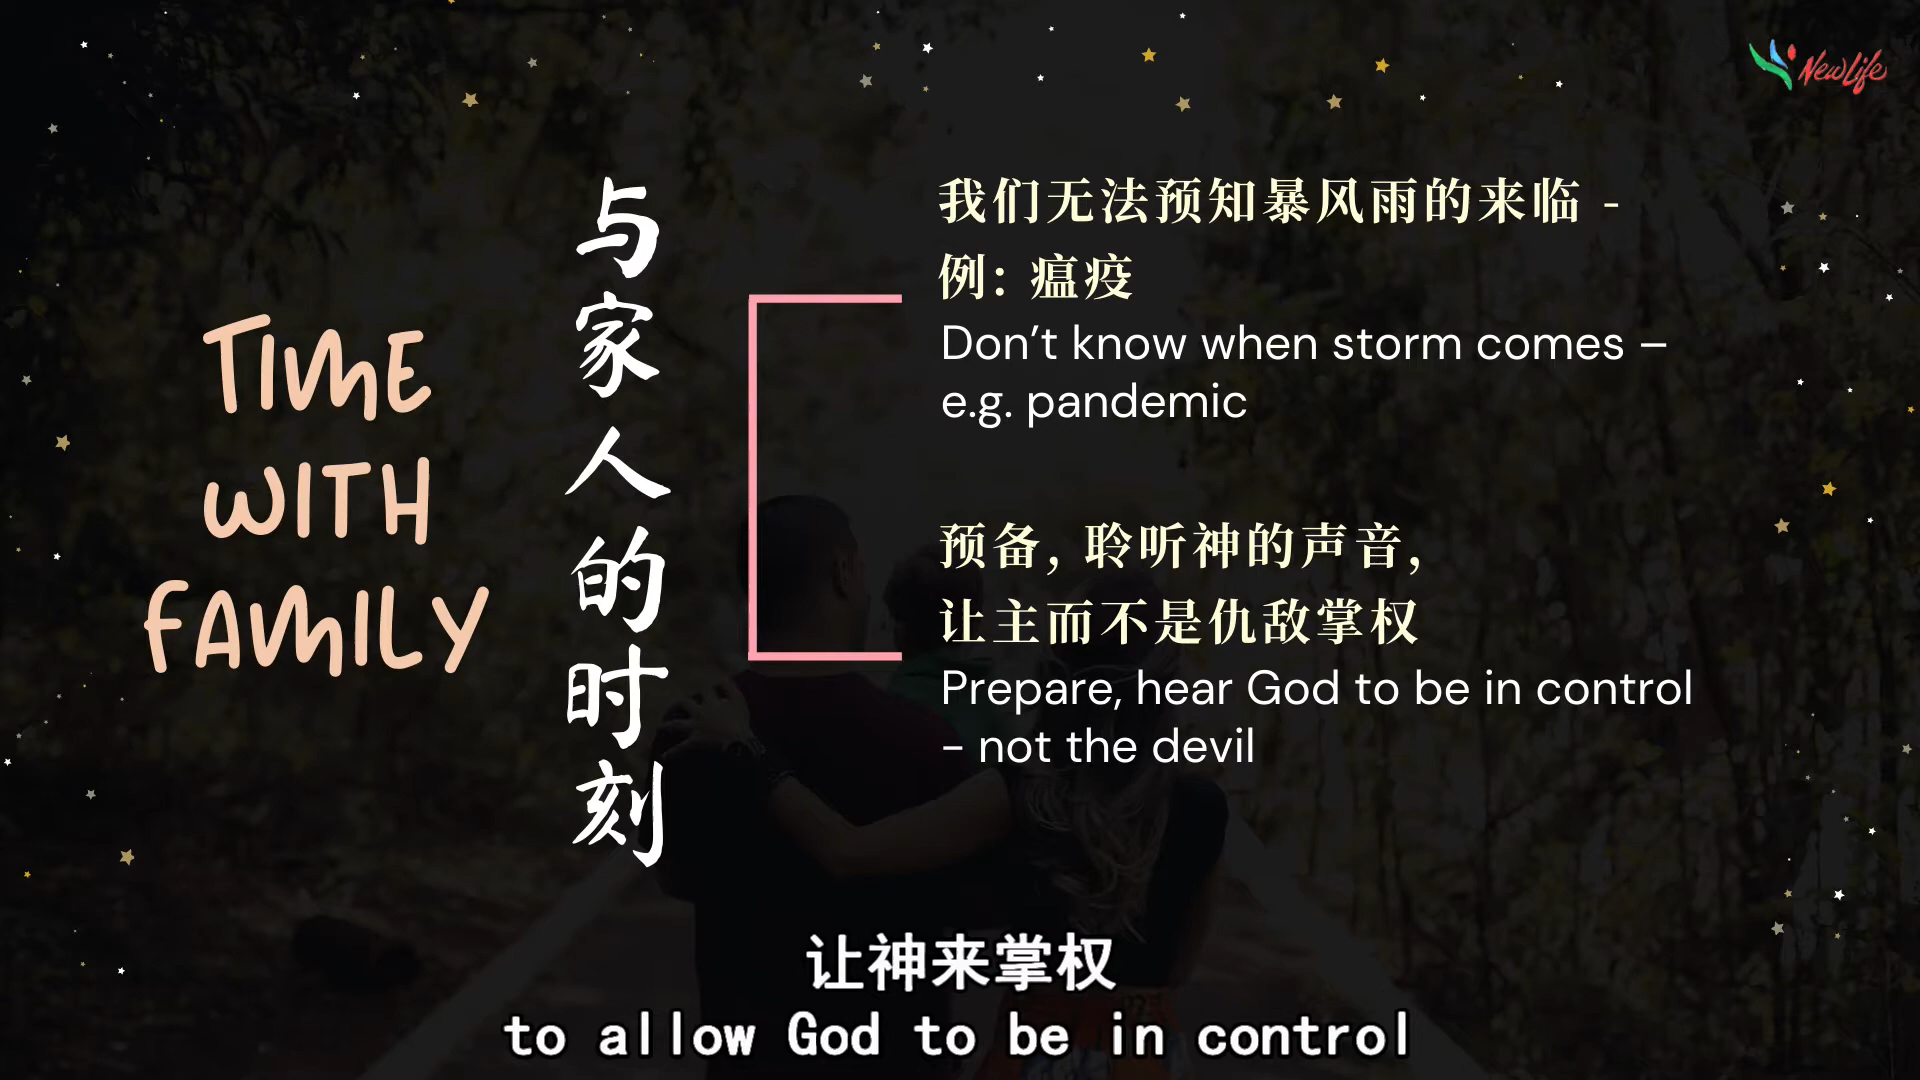 NewLife
TIME
WITH
FAMILY
与家人的时刻
我们无法预知暴风雨的来临 -
例: 瘟疫
Don't know when storm comes –
e.g. pandemic
预备, 聆听神的声音,
让主而不是仇敌掌权
Prepare, hear God to be in control
– not the devil
让神来掌权
to allow God to be in control